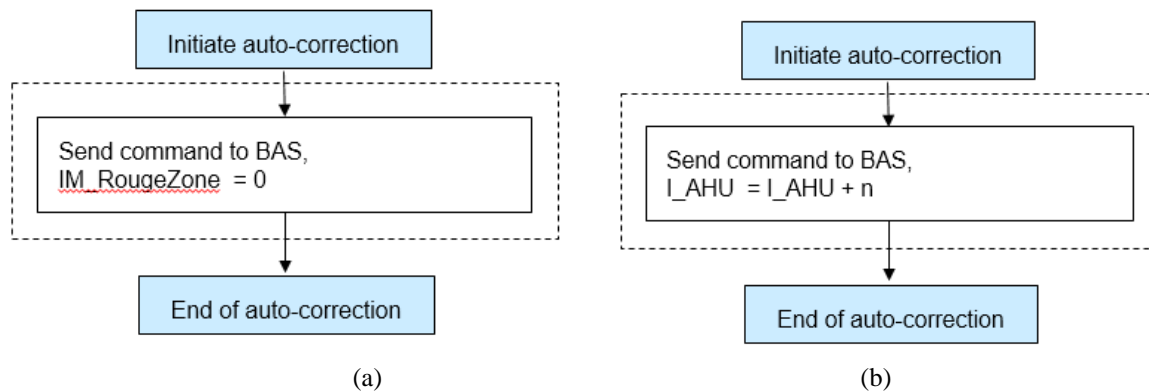 Initiate auto-correction
Send command to BAS,
IM_RougeZone = 0
End of auto-correction
(a)
Initiate auto-correction
Send command to BAS,
I_AHU = I_AHU + n
End of auto-correction
(b)